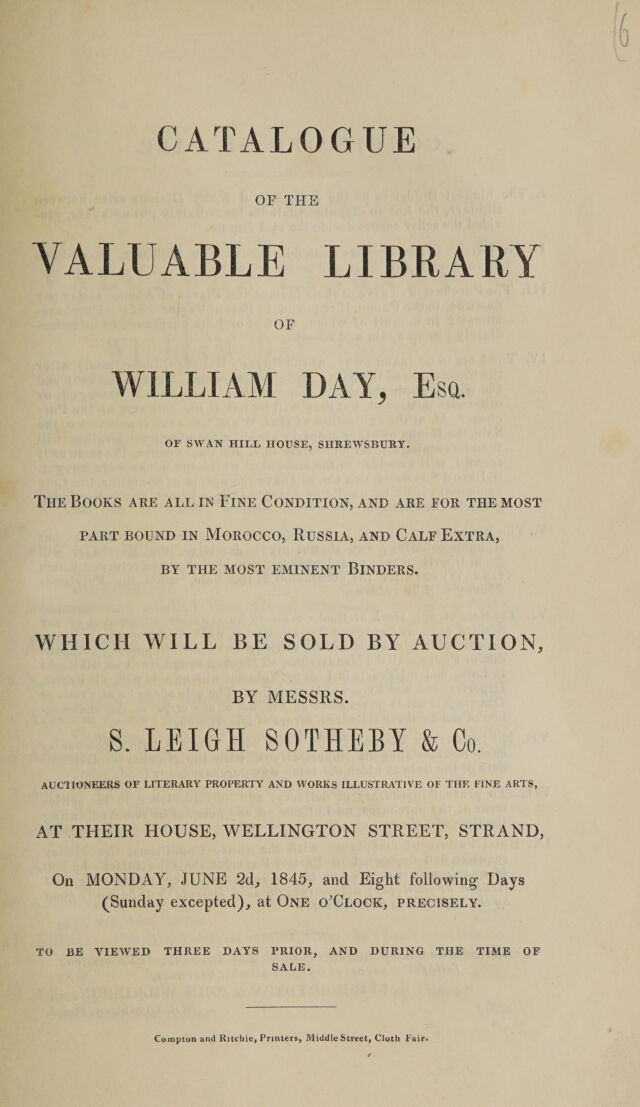 6
CATALOGUE
OF THE
VALUABLE LIBRARY
OF
WILLIAM DAY, ESQ.
OF SWAN HILL HOUSE, SHREWSBURY.
THE BOOKS ARE ALL IN FINE CONDITION, AND ARE FOR THE MOST
PART BOUND IN MOROCCO, RUSSIA, AND CALF EXTRA,
BY THE MOST EMINENT BINDERS.
WHICH WILL BE SOLD BY AUCTION,
BY MESSRS.
S. LEIGH SOTHEBY & Co.
AUCTIONEERS OF LITERARY PROPERTY AND WORKS ILLUSTRATIVE OF THE FINE ARTS,
AT THEIR HOUSE, WELLINGTON STREET, STRAND,
On MONDAY, JUNE 2d, 1845, and Eight following Days
(Sunday excepted), at ONE O'CLOCK, PRECISELY.
TO BE VIEWED THREE DAYS PRIOR, AND DURING THE TIME OF
SALE.
Compton and Ritchie, Printers, Middle Street, Cloth Fair.